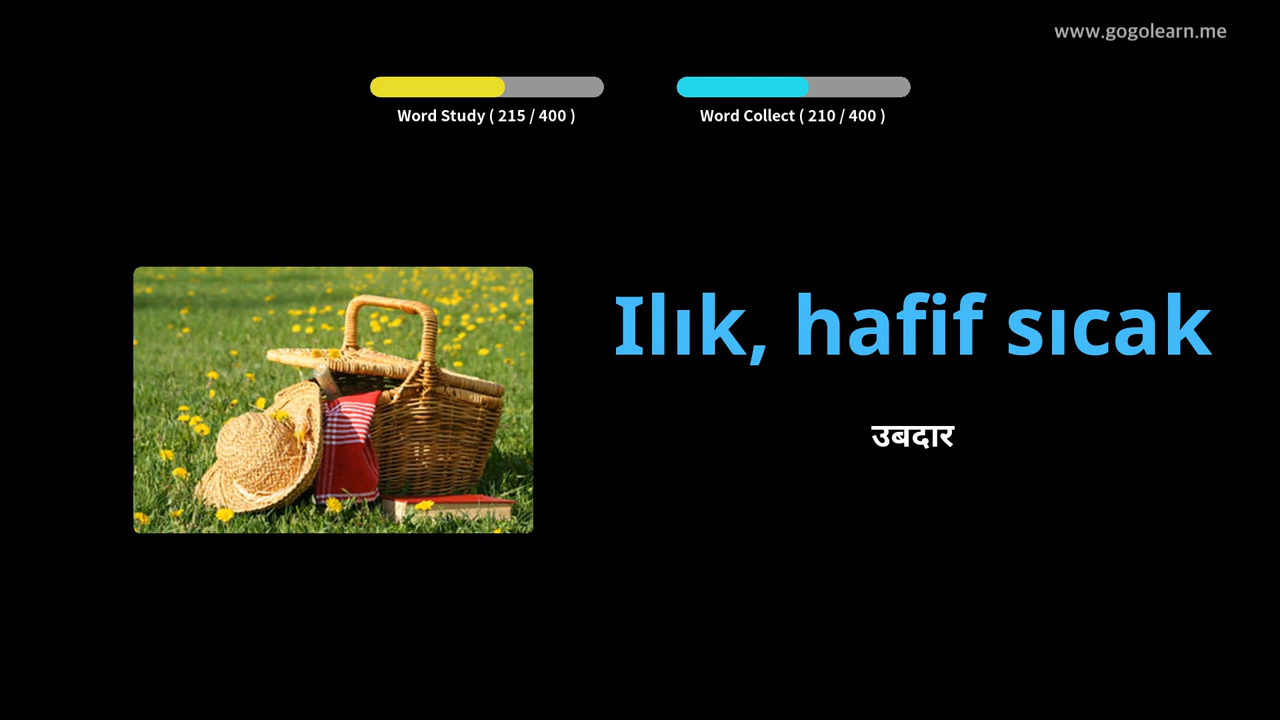 www.gogolearn.me
Word Study ( 215 / 400 )
Word Collect ( 210 / 400 )
Ilık, hafif sıcak
उबदार